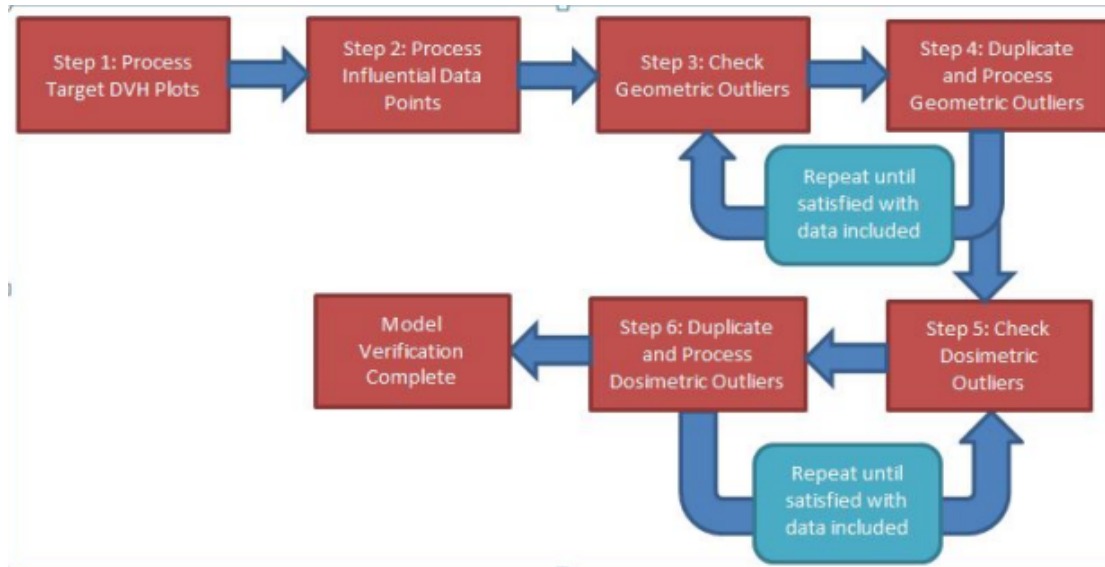 Step 1: Process
Target DVH Plots
Step 2: Process
Influential Data
Points
Step 3: Check
Geometric Outliers
Step 4: Duplicate
and Process
Geometric Outliers
Repeat until
satisfied with
data included
Step 5: Check
Dosimetric
Outliers
Step 6: Duplicate
and Process
Dosimetric Outliers
Repeat until
satisfied with
data included
Model
Verification
Complete